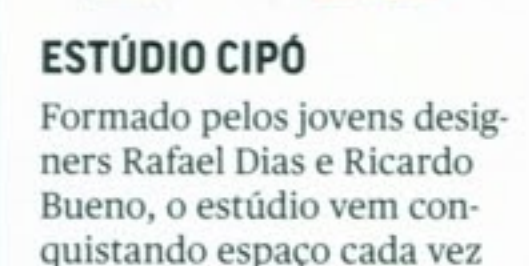 ESTÚDIO CIPÓ
Formado pelos jovens desig-
ners Rafael Dias e Ricardo
Bueno, o estúdio vem con-
quistando espaço cada vez